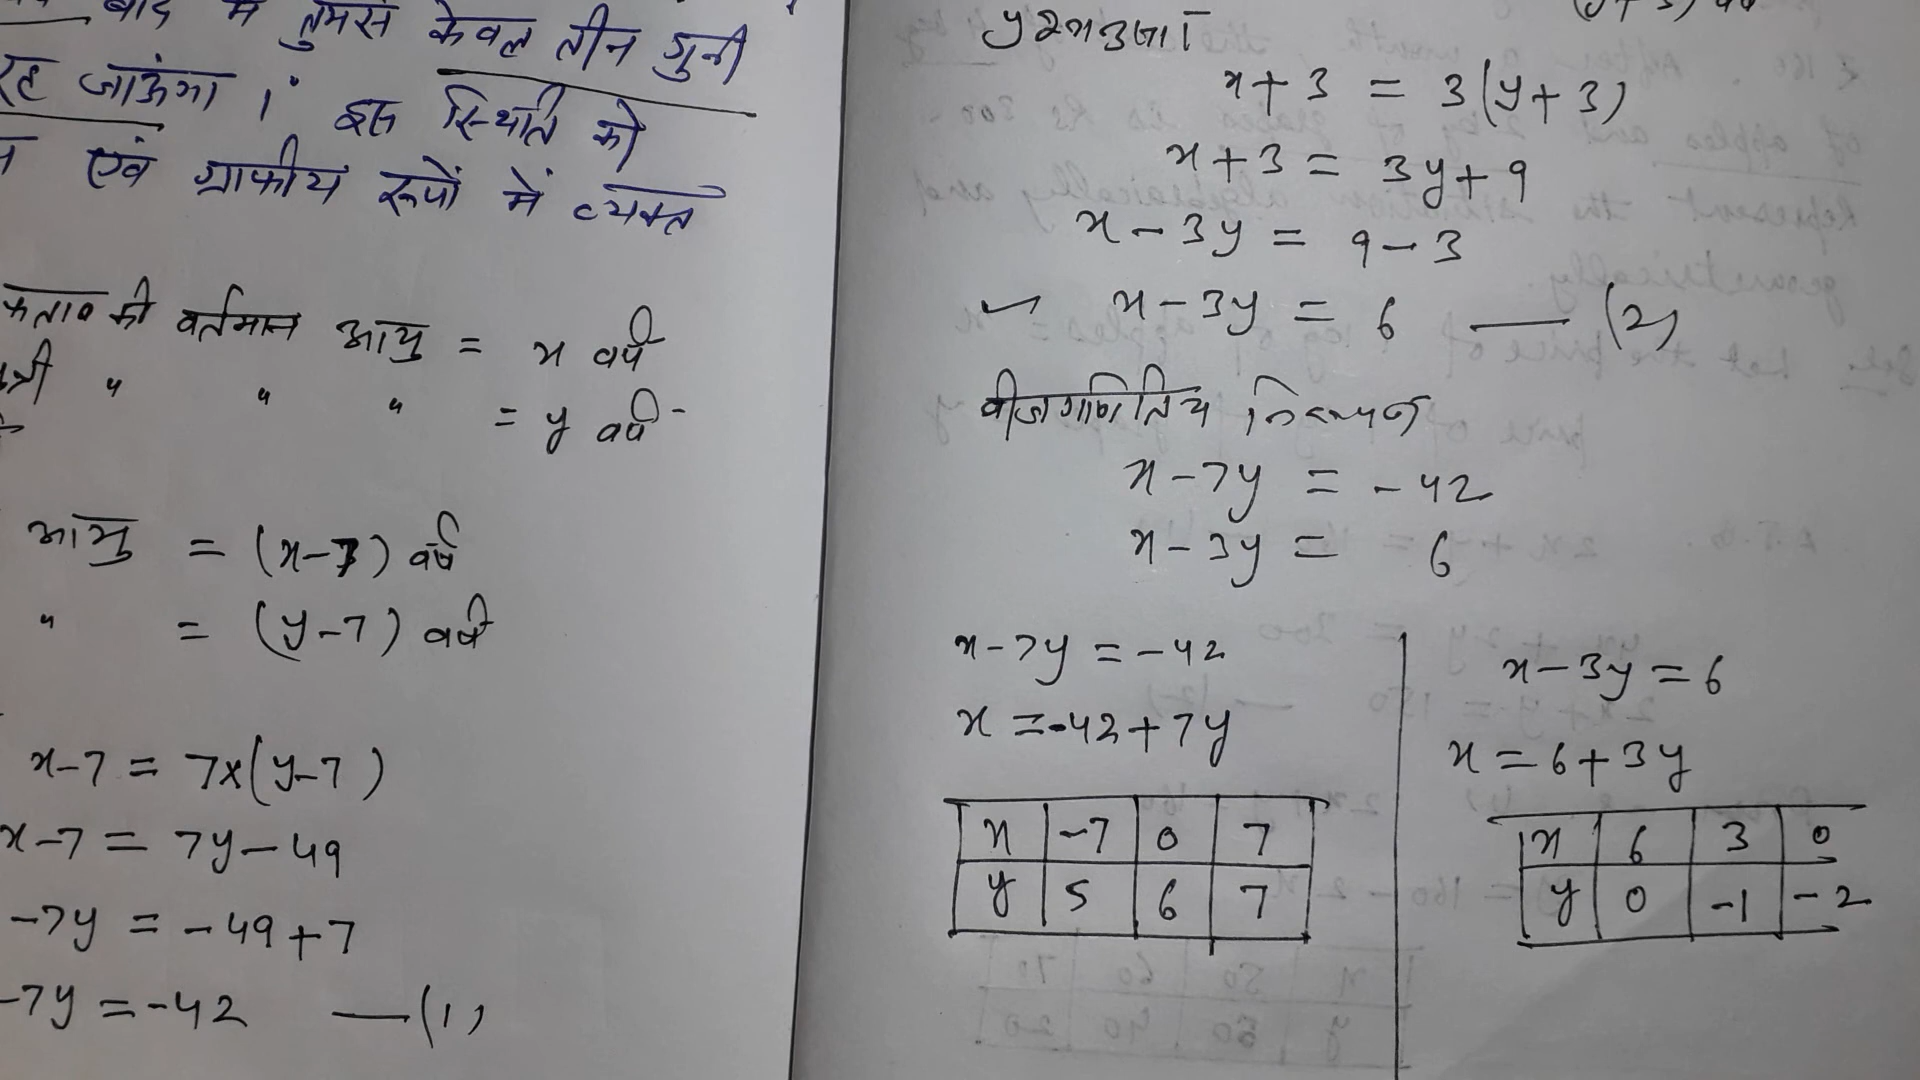 बाद में तुमसे केवल तीन गुनी
रह जाऊंगा । इस स्थिति को
एवं ग्राफीय रूपों में व्यक्त
की वर्तमान आयु = x वर्ष
" " " = y वर्ष
आयु = (x-7) वर्ष
" = (y-7) वर्ष
x-7 = 7x(y-7)
x-7 = 7y-49
-7y = -49+7
-7y = -42 —(1)
x+3 = 3(y+3)
x+3 = 3y+9
x-3y = 9-3
✓ x-3y = 6 — (2)
बीजगणितिय निरूपण
x-7y = -42
x-3y = 6
x-7y = -42
x = -42+7y
x -7 0 7
y 5 6 7
x-3y = 6
x = 6+3y
x 6 3 0
y 0 -1 -2